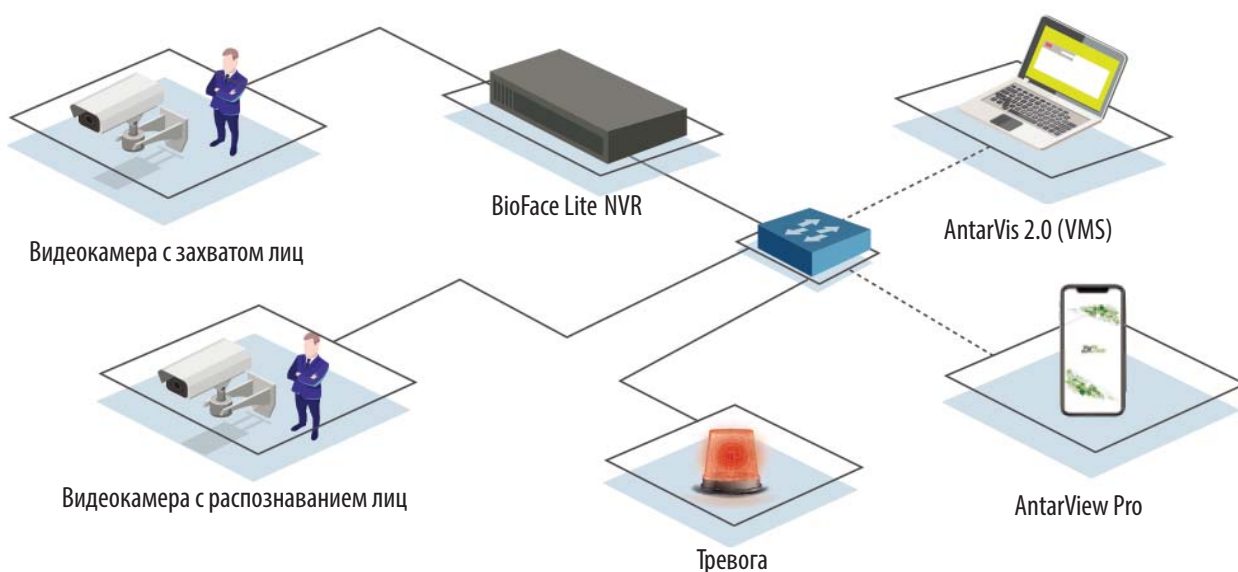 BioFace Lite NVR
AntarVis 2.0 (VMS)
Видеокамера с захватом лиц
Видеокамера с распознаванием лиц
AntarView Pro
Тревога